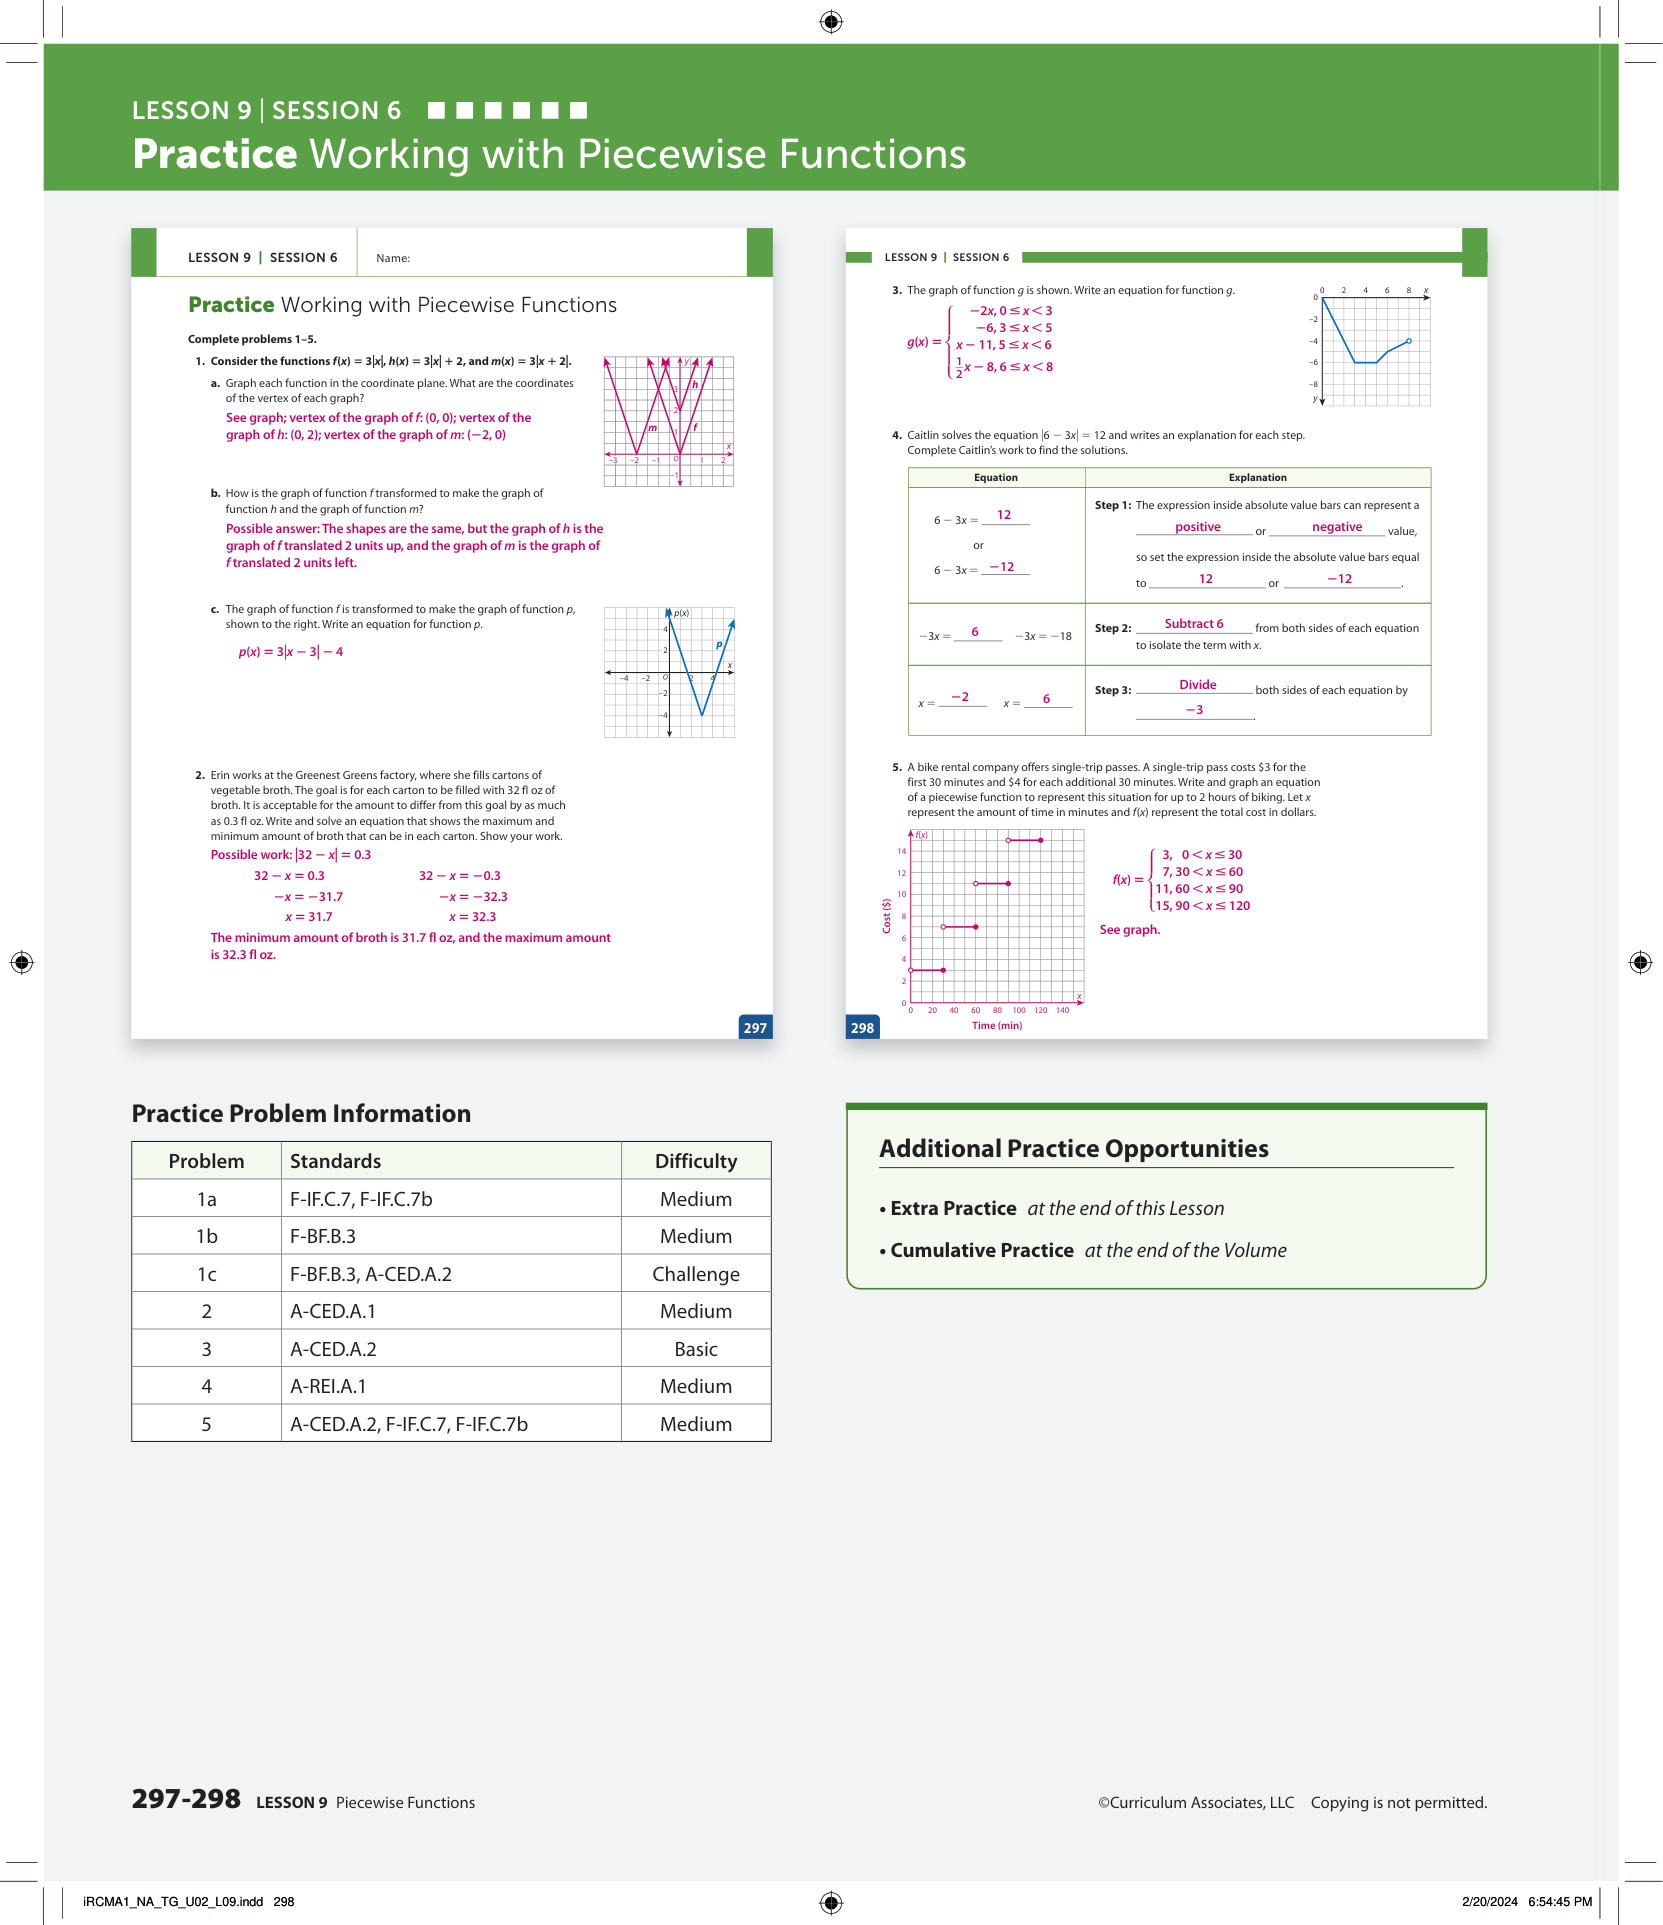 LESSON 9 | SESSION 6
Practice Working with Piecewise Functions
LESSON 9 | SESSION 6
Name:
Practice Working with Piecewise Functions
Complete problems 1–5.
1. Consider the functions f(x) = 3|x|, h(x) = 3|x| + 2, and m(x) = 3|x + 2|.
a. Graph each function in the coordinate plane. What are the coordinates
of the vertex of each graph?
See graph; vertex of the graph of f: (0, 0); vertex of the
graph of h: (0, 2); vertex of the graph of m: (−2, 0)
y
h
m
f
x
3
2
1
−1
−3 −2 −1 O 1 2
b. How is the graph of function f transformed to make the graph of
function h and the graph of function m?
Possible answer: The shapes are the same, but the graph of h is the
graph of f translated 2 units up, and the graph of m is the graph of
f translated 2 units left.
c. The graph of function f is transformed to make the graph of function p,
shown to the right. Write an equation for function p.
p(x) = 3|x − 3| − 4
p(x)
4
p
2
x
−4 −2 O 2 4
−2
−4
2. Erin works at the Greenest Greens factory, where she fills cartons of
vegetable broth. The goal is for each carton to be filled with 32 fl oz of
broth. It is acceptable for the amount to differ from this goal by as much
as 0.3 fl oz. Write and solve an equation that shows the maximum and
minimum amount of broth that can be in each carton. Show your work.
Possible work: |32 − x| = 0.3
32 − x = 0.3 32 − x = −0.3
−x = −31.7 −x = −32.3
x = 31.7 x = 32.3
The minimum amount of broth is 31.7 fl oz, and the maximum amount
is 32.3 fl oz.
297
LESSON 9 | SESSION 6
3. The graph of function g is shown. Write an equation for function g.
g(x) =
−2x, 0 ≤ x < 3
−6, 3 ≤ x < 5
x − 11, 5 ≤ x < 6
1/2x − 8, 6 ≤ x < 8
0 2 4 6 8 x
0
−2
−4
−6
−8
y
4. Caitlin solves the equation |6 − 3x| = 12 and writes an explanation for each step.
Complete Caitlin's work to find the solutions.
Equation Explanation
6 − 3x = 12
or
6 − 3x = −12
Step 1: The expression inside absolute value bars can represent a
positive or negative value,
so set the expression inside the absolute value bars equal
to 12 or −12.
−3x = 6 −3x = −18
Step 2: Subtract 6 from both sides of each equation
to isolate the term with x.
x = −2 x = 6
Step 3: Divide both sides of each equation by
−3.
5. A bike rental company offers single-trip passes. A single-trip pass costs $3 for the
first 30 minutes and $4 for each additional 30 minutes. Write and graph an equation
of a piecewise function to represent this situation for up to 2 hours of biking. Let x
represent the amount of time in minutes and f(x) represent the total cost in dollars.
f(x)
14
12
10
8
6
4
2
0
Cost ($)
x
0 20 40 60 80 100 120 140
Time (min)
f(x) =
3, 0 < x ≤ 30
7, 30 < x ≤ 60
11, 60 < x ≤ 90
15, 90 < x ≤ 120
See graph.
298
Practice Problem Information
Problem Standards Difficulty
1a F-IF.C.7, F-IF.C.7b Medium
1b F-BF.B.3 Medium
1c F-BF.B.3, A-CED.A.2 Challenge
2 A-CED.A.1 Medium
3 A-CED.A.2 Basic
4 A-REI.A.1 Medium
5 A-CED.A.2, F-IF.C.7, F-IF.C.7b Medium
Additional Practice Opportunities
• Extra Practice at the end of this Lesson
• Cumulative Practice at the end of the Volume
297-298 LESSON 9 Piecewise Functions
©Curriculum Associates, LLC Copying is not permitted.
iRCMA1_NA_TG_U02_L09.indd 298
2/20/2024 6:54:45 PM